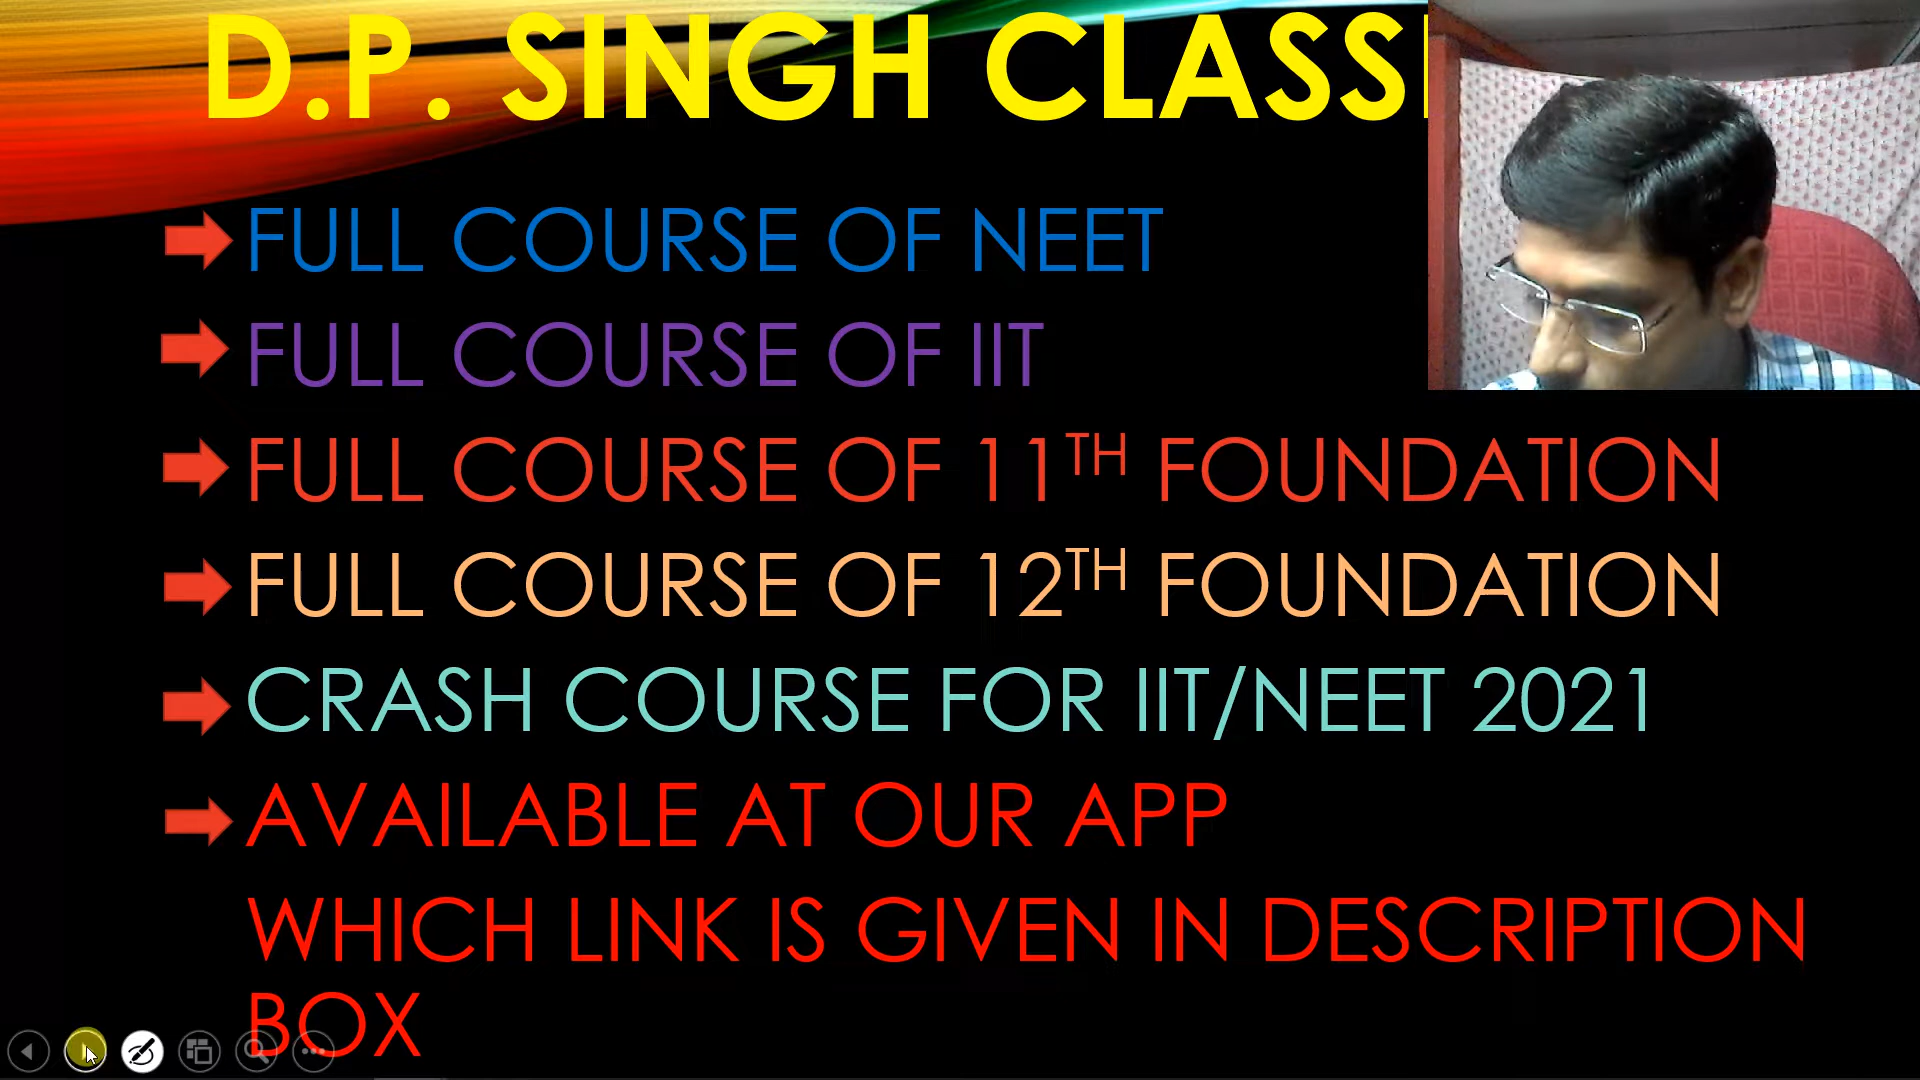 D.P. SINGH CLASS
FULL COURSE OF NEET
FULL COURSE OF IIT
FULL COURSE OF 11TH FOUNDATION
FULL COURSE OF 12TH FOUNDATION
CRASH COURSE FOR IIT/NEET 2021
AVAILABLE AT OUR APP
WHICH LINK IS GIVEN IN DESCRIPTION
BOX